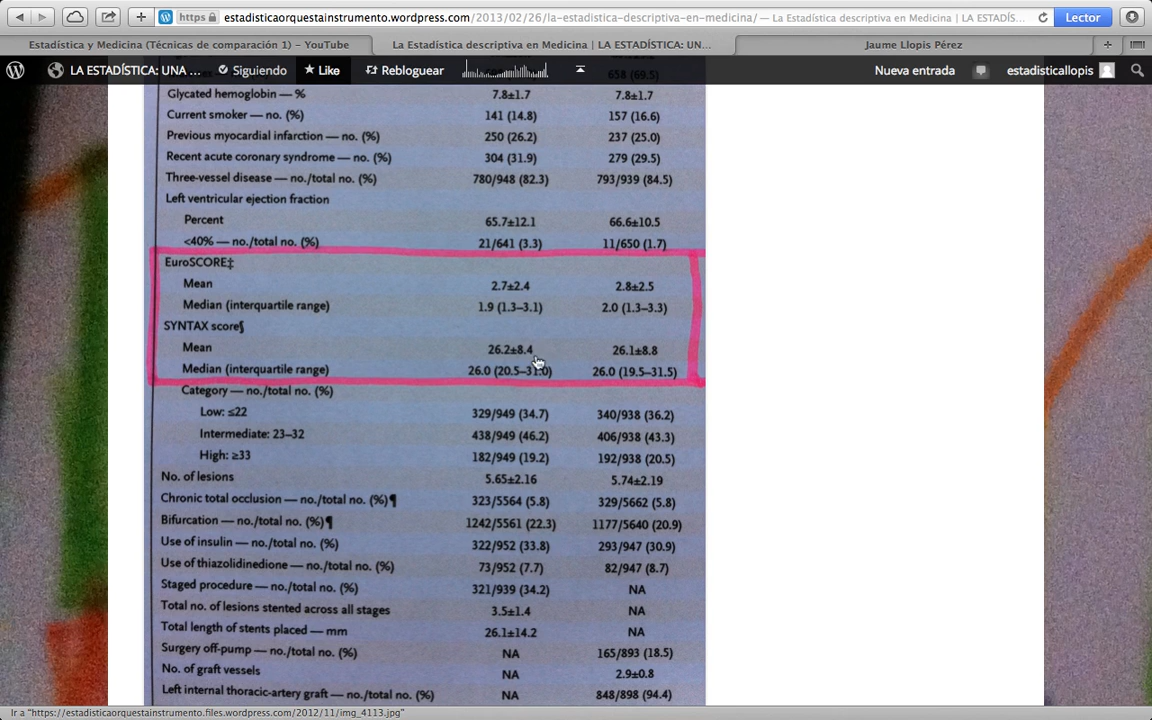 https estadisticaorquestainstrumento.wordpress.com/2013/02/26/la-estadistica-descriptiva-en-medicina/ — La Estadística descriptiva en Medicina | LA ESTADÍS... Lector
Estadística y Medicina (Técnicas de comparación 1) – YouTube La Estadística descriptiva en Medicina | LA ESTADÍSTICA: UN... Jaume Llopis Pérez
LA ESTADÍSTICA: UNA ... Siguiendo Like Rebloguear Nueva entrada estadisticallopis
658 (69.5)
Glycated hemoglobin — % 7.8±1.7 7.8±1.7
Current smoker — no. (%) 141 (14.8) 157 (16.6)
Previous myocardial infarction — no. (%) 250 (26.2) 237 (25.0)
Recent acute coronary syndrome — no. (%) 304 (31.9) 279 (29.5)
Three-vessel disease — no./total no. (%) 780/948 (82.3) 793/939 (84.5)
Left ventricular ejection fraction
Percent 65.7±12.1 66.6±10.5
<40% — no./total no. (%) 21/641 (3.3) 11/650 (1.7)
EuroSCORE‡
Mean 2.7±2.4 2.8±2.5
Median (interquartile range) 1.9 (1.3–3.1) 2.0 (1.3–3.3)
SYNTAX score§
Mean 26.2±8.4 26.1±8.8
Median (interquartile range) 26.0 (20.5–31.0) 26.0 (19.5–31.5)
Category — no./total no. (%)
Low: ≤22 329/949 (34.7) 340/938 (36.2)
Intermediate: 23–32 438/949 (46.2) 406/938 (43.3)
High: ≥33 182/949 (19.2) 192/938 (20.5)
No. of lesions 5.65±2.16 5.74±2.19
Chronic total occlusion — no./total no. (%)¶ 323/5564 (5.8) 329/5662 (5.8)
Bifurcation — no./total no. (%)¶ 1242/5561 (22.3) 1177/5640 (20.9)
Use of insulin — no./total no. (%) 322/952 (33.8) 293/947 (30.9)
Use of thiazolidinedione — no./total no. (%) 73/952 (7.7) 82/947 (8.7)
Staged procedure — no./total no. (%) 321/939 (34.2) NA
Total no. of lesions stented across all stages 3.5±1.4 NA
Total length of stents placed — mm 26.1±14.2 NA
Surgery off-pump — no./total no. (%) NA 165/893 (18.5)
No. of graft vessels NA 2.9±0.8
Left internal thoracic-artery graft — no./total no. (%) NA 848/898 (94.4)
Ir a "https://estadisticaorquestainstrumento.files.wordpress.com/2012/11/img_4113.jpg"